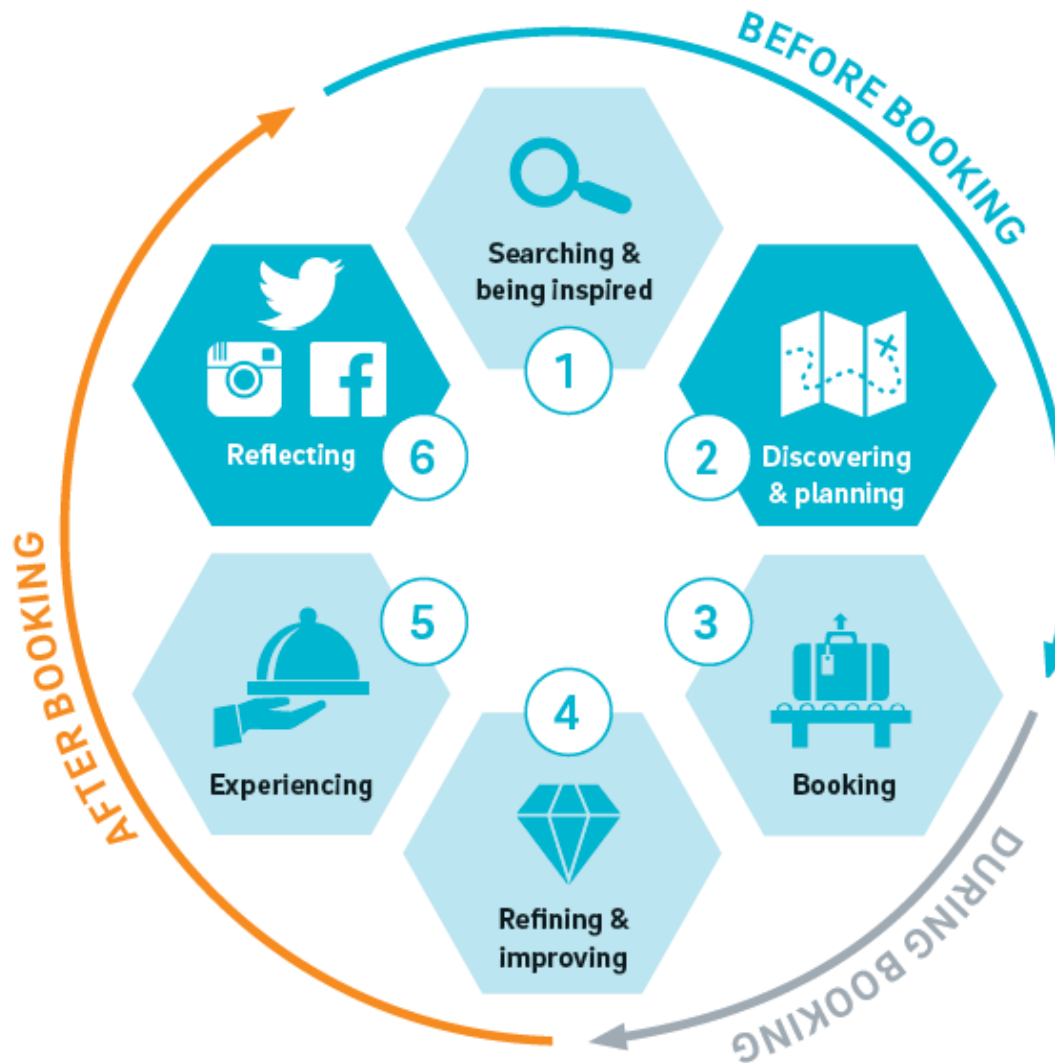 BEFORE BOOKING
Searching &
being inspired
1
2
Discovering
& planning
3
Booking
DURING BOOKING
4
Refining &
improving
5
Experiencing
AFTER BOOKING
Reflecting
6